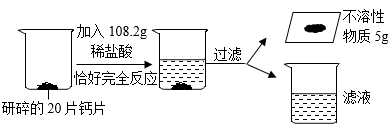 加入108.2g
稀盐酸
恰好完全反应
过滤
不溶性
物质5g
滤液
研碎的20片钙片